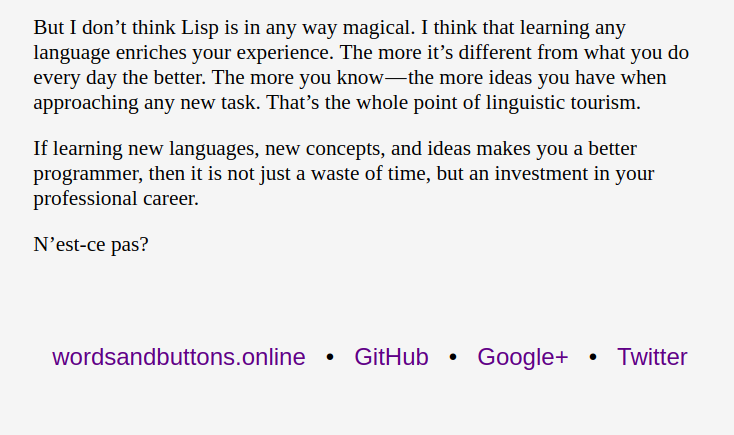 But I don’t think Lisp is in any way magical. I think that learning any
language enriches your experience. The more it’s different from what you do
every day the better. The more you know—the more ideas you have when
approaching any new task. That’s the whole point of linguistic tourism.
If learning new languages, new concepts, and ideas makes you a better
programmer, then it is not just a waste of time, but an investment in your
professional career.
N’est-ce pas?
wordsandbuttons.online • GitHub • Google+ • Twitter